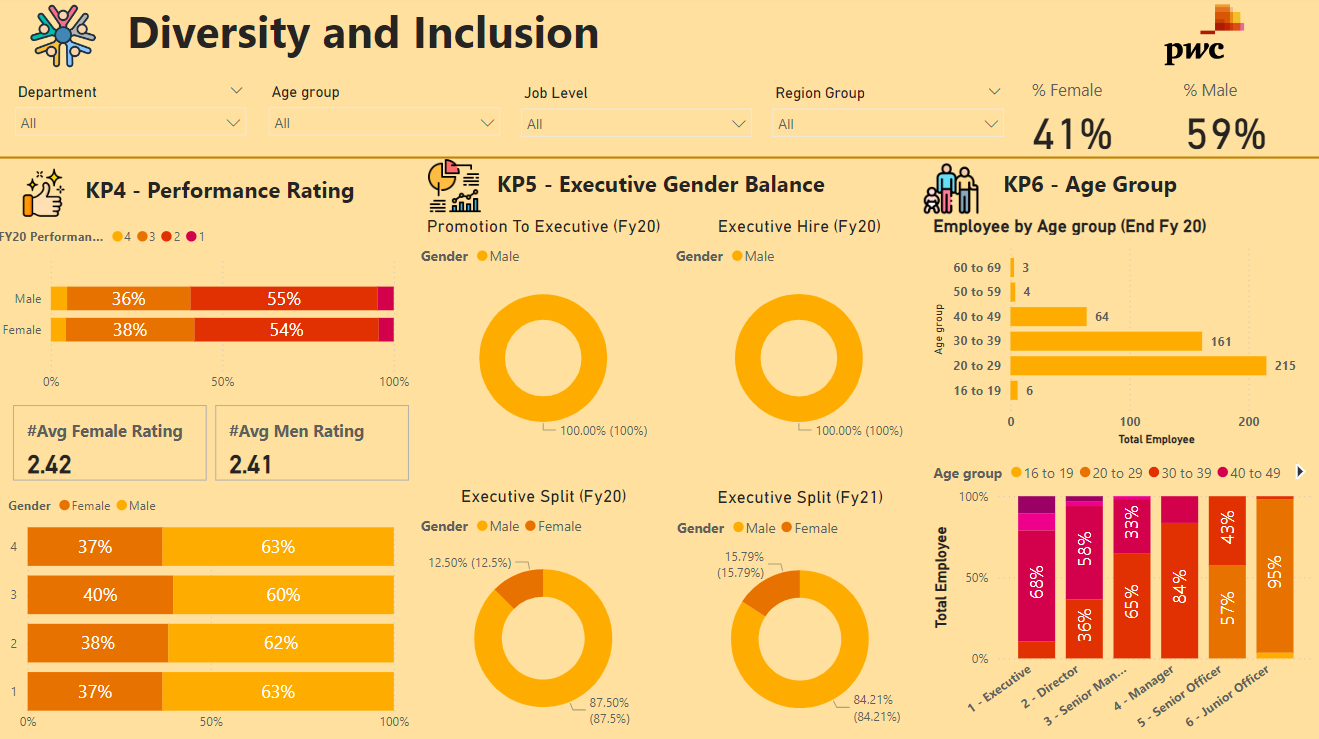 Diversity and Inclusion
pwc
Department
All
Age group
All
Job Level
All
Region Group
All
% Female
41%
% Male
59%
KP4 - Performance Rating
FY20 Performan... 4 3 2 1
Male 36% 55%
Female 38% 54%
0% 50% 100%
#Avg Female Rating
2.42
#Avg Men Rating
2.41
Gender Female Male
4 37% 63%
3 40% 60%
2 38% 62%
1 37% 63%
0% 50% 100%
KP5 - Executive Gender Balance
Promotion To Executive (Fy20)
Gender Male
100.00% (100%)
Executive Hire (Fy20)
Gender Male
100.00% (100%)
Executive Split (Fy20)
Gender Male Female
12.50% (12.5%)
87.50%
(87.5%)
Executive Split (Fy21)
Gender Male Female
15.79%
(15.79%)
84.21%
(84.21%)
KP6 - Age Group
Employee by Age group (End Fy 20)
Age group
60 to 69 3
50 to 59 4
40 to 49 64
30 to 39 161
20 to 29 215
16 to 19 6
0 100 200
Total Employee
Age group 16 to 19 20 to 29 30 to 39 40 to 49
Total Employee
100%
50%
0%
68%
58%
36%
33%
65%
84%
43%
57%
95%
1 - Executive
2 - Director
3 - Senior Man...
4 - Manager
5 - Senior Officer
6 - Junior Officer